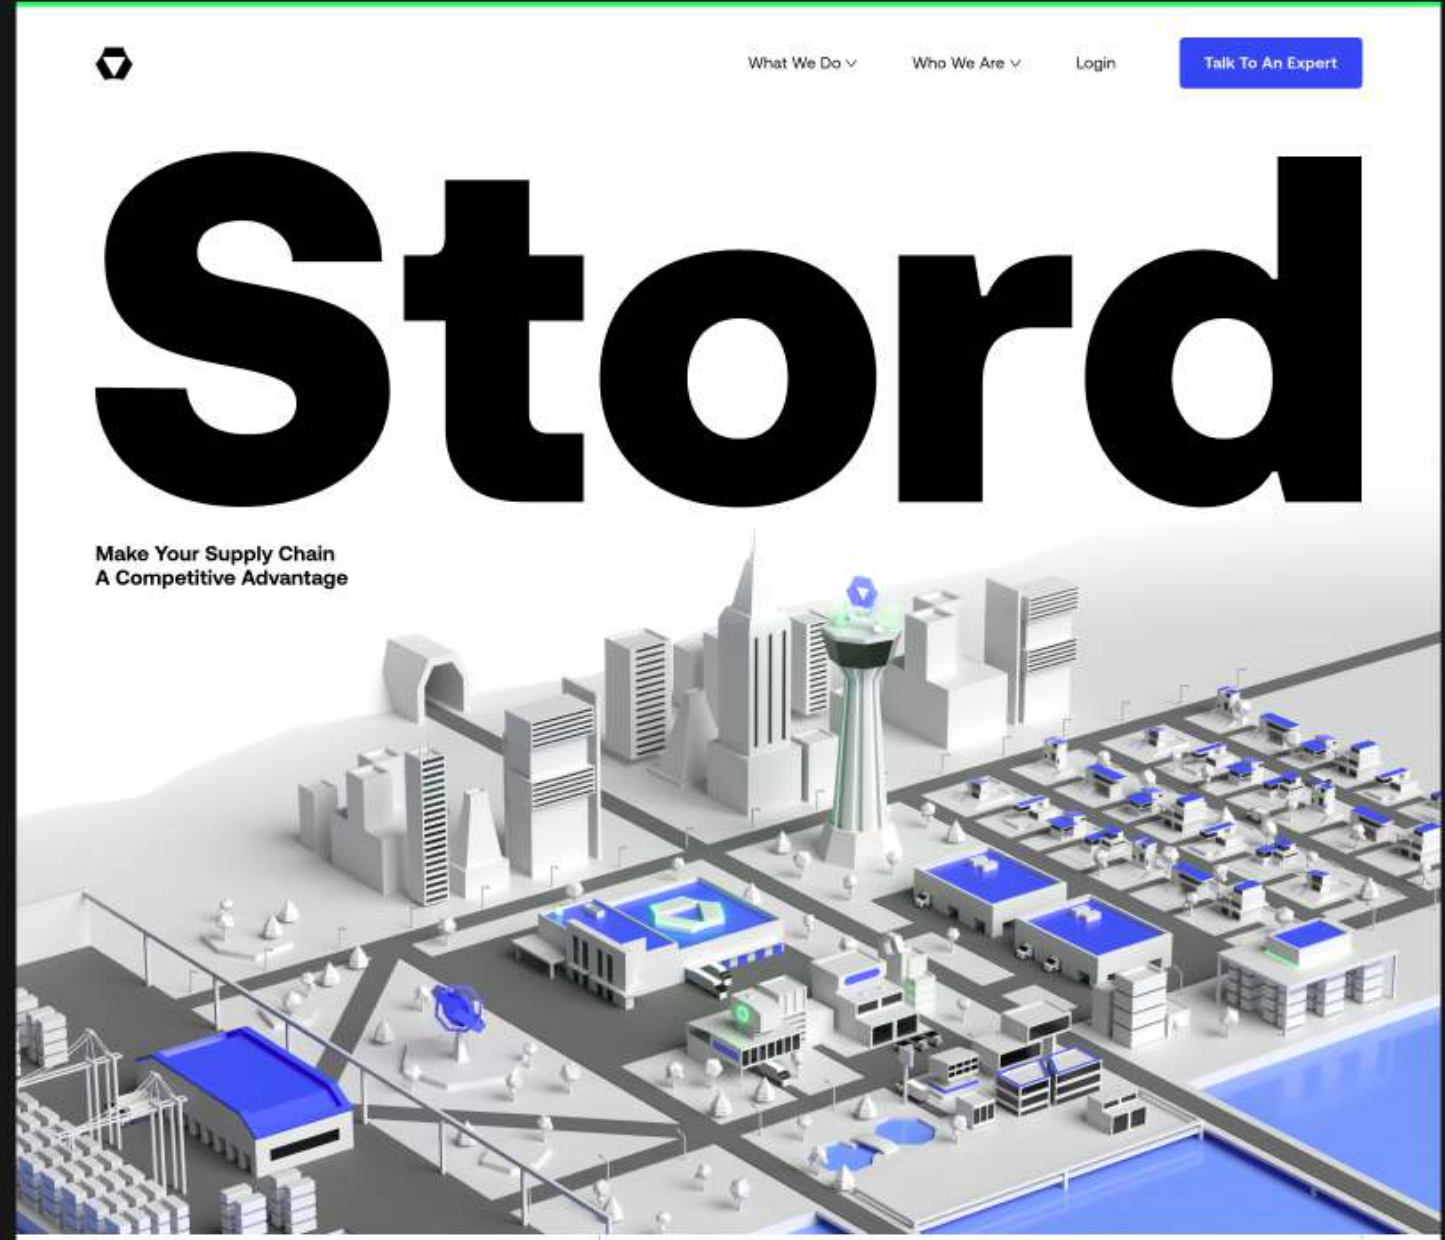 What We Do
Who We Are
Login
Talk To An Expert
Stord
Make Your Supply Chain
A Competitive Advantage